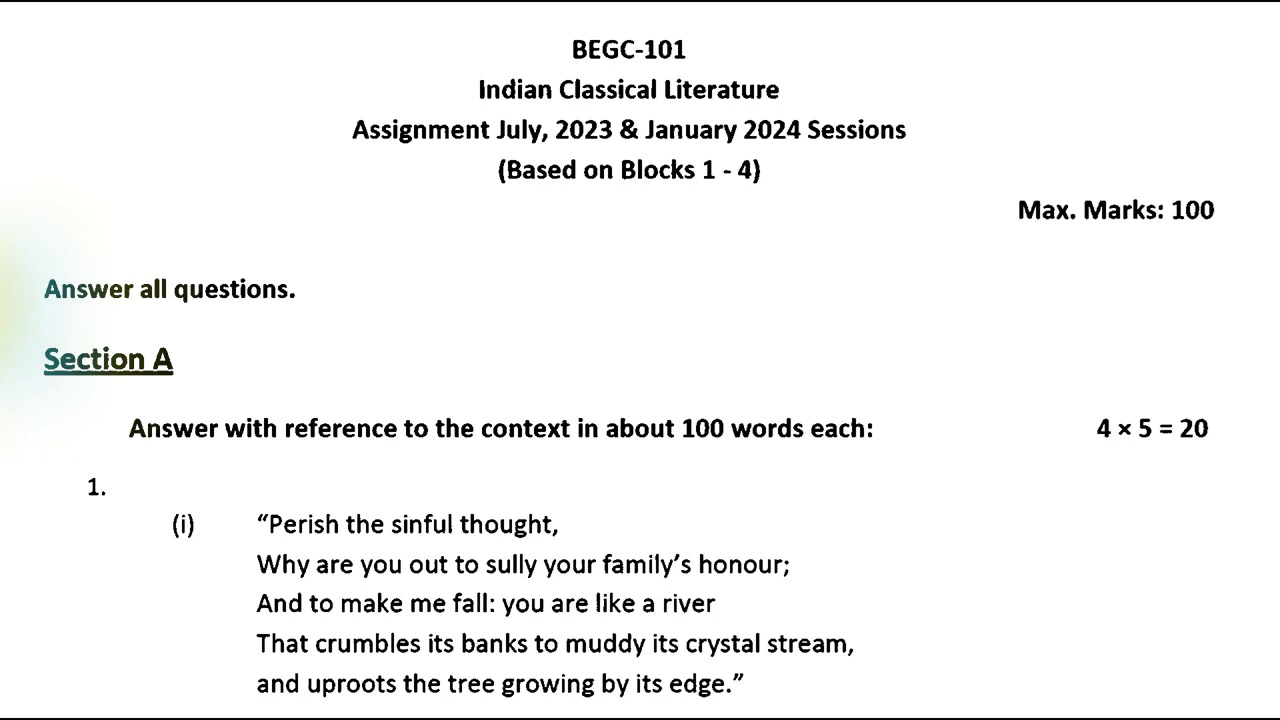 BEGC-101
Indian Classical Literature
Assignment July, 2023 & January 2024 Sessions
(Based on Blocks 1 - 4)
Max. Marks: 100
Answer all questions.
Section A
Answer with reference to the context in about 100 words each: 4 × 5 = 20
1.
(i) “Perish the sinful thought,
Why are you out to sully your family’s honour;
And to make me fall: you are like a river
That crumbles its banks to muddy its crystal stream,
and uproots the tree growing by its edge.”